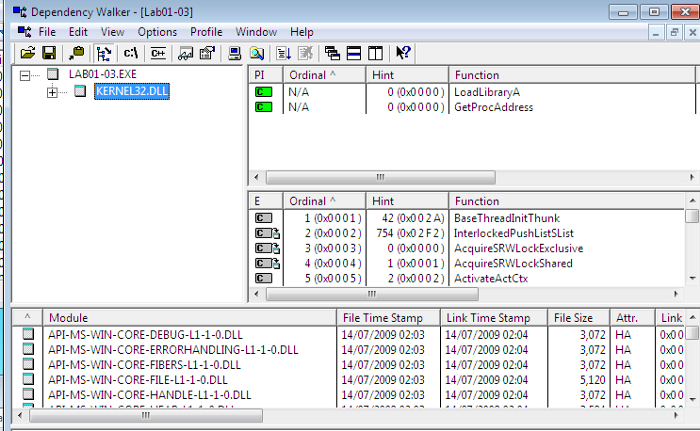 Dependency Walker - [Lab01-03]
File Edit View Options Profile Window Help
c:\ C++
LAB01-03.EXE
KERNEL32.DLL
PI Ordinal ^ Hint Function
C N/A 0 (0x0000) LoadLibraryA
C N/A 0 (0x0000) GetProcAddress
E Ordinal ^ Hint Function
C 1 (0x0001) 42 (0x002A) BaseThreadInitThunk
C 2 (0x0002) 754 (0x02F2) InterlockedPushListSList
C 3 (0x0003) 0 (0x0000) AcquireSRWLockExclusive
C 4 (0x0004) 1 (0x0001) AcquireSRWLockShared
C 5 (0x0005) 2 (0x0002) ActivateActCtx
^ Module File Time Stamp Link Time Stamp File Size Attr. Link
API-MS-WIN-CORE-DEBUG-L1-1-0.DLL 14/07/2009 02:03 14/07/2009 02:04 3,072 HA 0x00
API-MS-WIN-CORE-ERRORHANDLING-L1-1-0.DLL 14/07/2009 02:03 14/07/2009 02:04 3,072 HA 0x00
API-MS-WIN-CORE-FIBERS-L1-1-0.DLL 14/07/2009 02:03 14/07/2009 02:04 3,072 HA 0x00
API-MS-WIN-CORE-FILE-L1-1-0.DLL 14/07/2009 02:03 14/07/2009 02:04 5,120 HA 0x00
API-MS-WIN-CORE-HANDLE-L1-1-0.DLL 14/07/2009 02:03 14/07/2009 02:04 3,072 HA 0x00